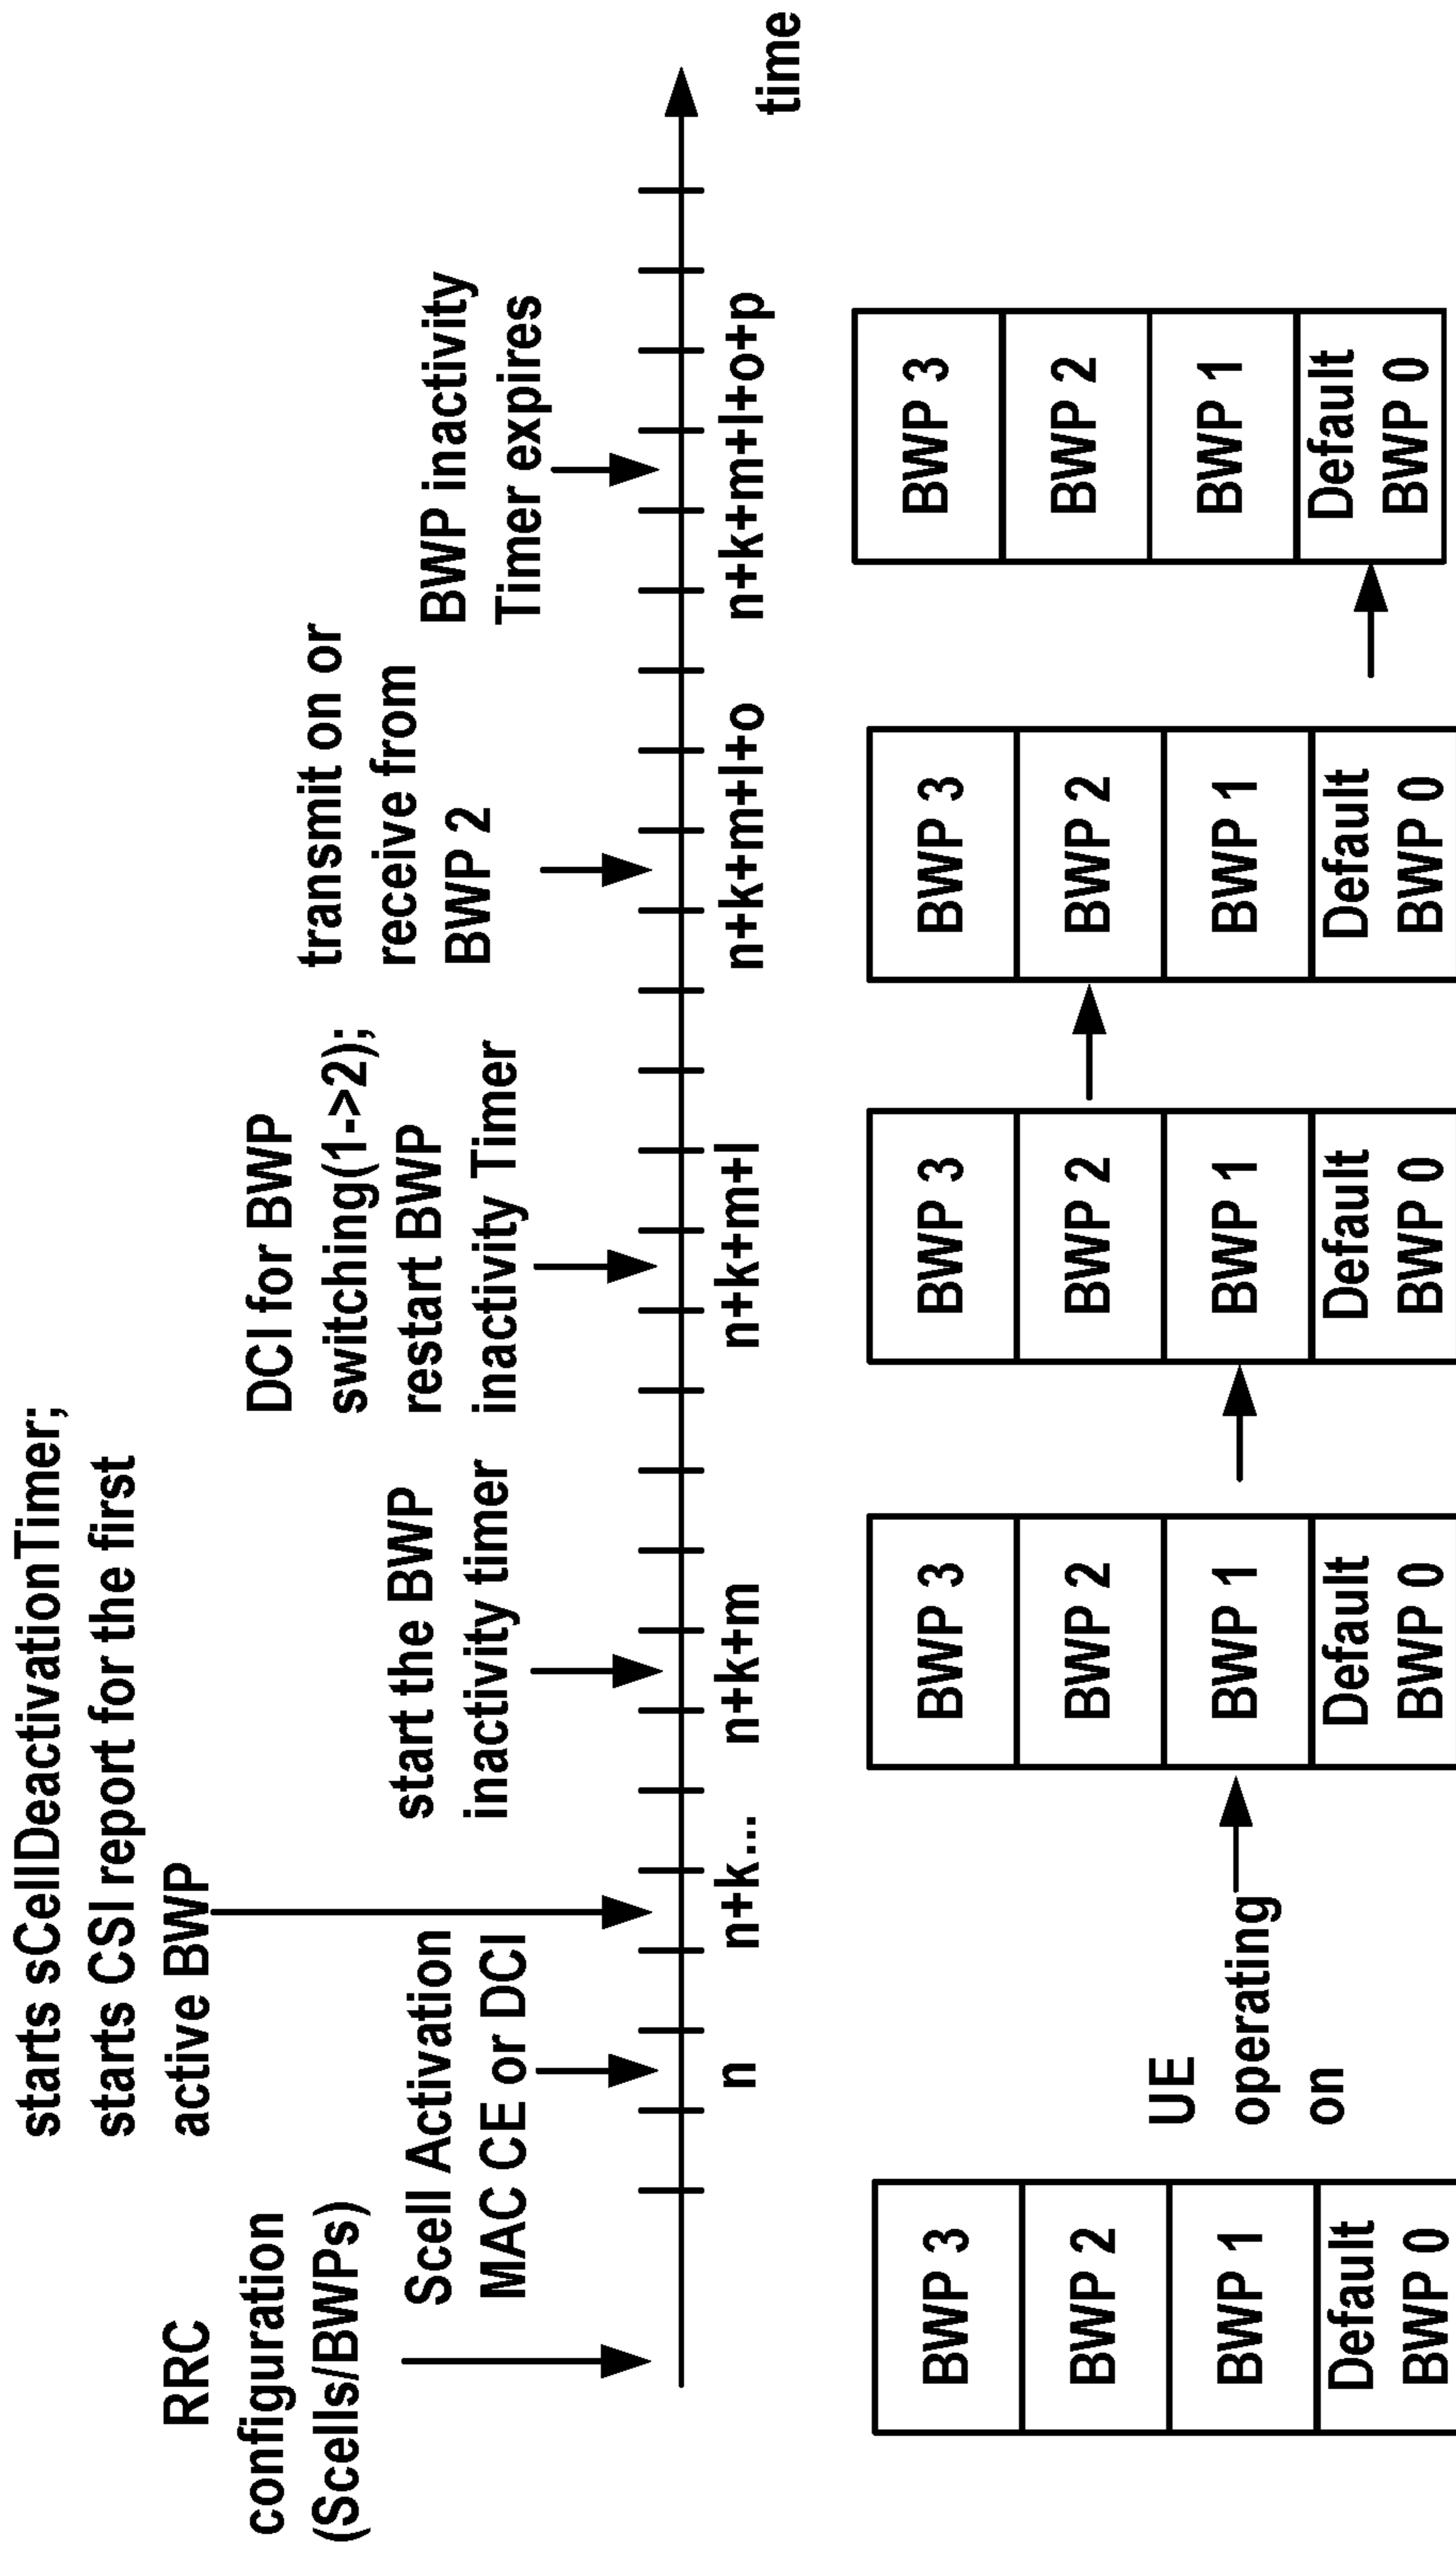 RRC
configuration
(Scells/BWPs)
Scell Activation
MAC CE or DCI
starts sCellDeactivationTimer;
starts CSI report for the first
active BWP
start the BWP
inactivity timer
DCI for BWP
switching(1->2);
restart BWP
inactivity Timer
transmit on or
receive from
BWP 2
BWP inactivity
Timer expires
n
n+k...
n+k+m
n+k+m+l
n+k+m+l+o
n+k+m+l+o+p
time
BWP 3
BWP 2
BWP 1
Default
BWP 0
UE
operating
on
BWP 3
BWP 2
BWP 1
Default
BWP 0
BWP 3
BWP 2
BWP 1
Default
BWP 0
BWP 3
BWP 2
BWP 1
Default
BWP 0
BWP 3
BWP 2
BWP 1
Default
BWP 0